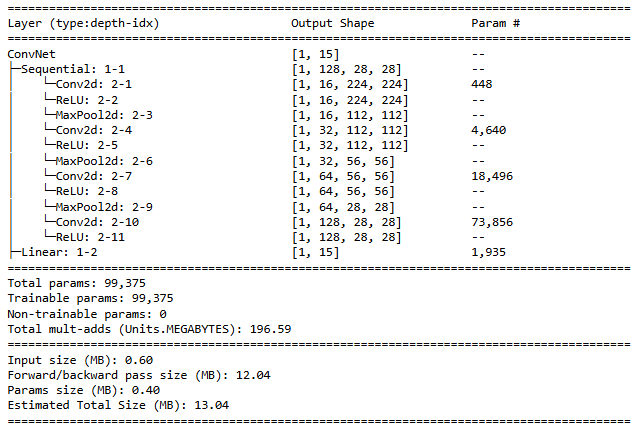 ==========================================================================================
Layer (type:depth-idx)                   Output Shape              Param #
==========================================================================================
ConvNet                                  [1, 15]                   --
├─Sequential: 1-1                        [1, 128, 28, 28]          --
│    └─Conv2d: 2-1                       [1, 16, 224, 224]         448
│    └─ReLU: 2-2                         [1, 16, 224, 224]         --
│    └─MaxPool2d: 2-3                    [1, 16, 112, 112]         --
│    └─Conv2d: 2-4                       [1, 32, 112, 112]         4,640
│    └─ReLU: 2-5                         [1, 32, 112, 112]         --
│    └─MaxPool2d: 2-6                    [1, 32, 56, 56]           --
│    └─Conv2d: 2-7                       [1, 64, 56, 56]           18,496
│    └─ReLU: 2-8                         [1, 64, 56, 56]           --
│    └─MaxPool2d: 2-9                    [1, 64, 28, 28]           --
│    └─Conv2d: 2-10                      [1, 128, 28, 28]          73,856
│    └─ReLU: 2-11                        [1, 128, 28, 28]          --
├─Linear: 1-2                            [1, 15]                   1,935
==========================================================================================
Total params: 99,375
Trainable params: 99,375
Non-trainable params: 0
Total mult-adds (Units.MEGABYTES): 196.59
==========================================================================================
Input size (MB): 0.60
Forward/backward pass size (MB): 12.04
Params size (MB): 0.40
Estimated Total Size (MB): 13.04
==========================================================================================